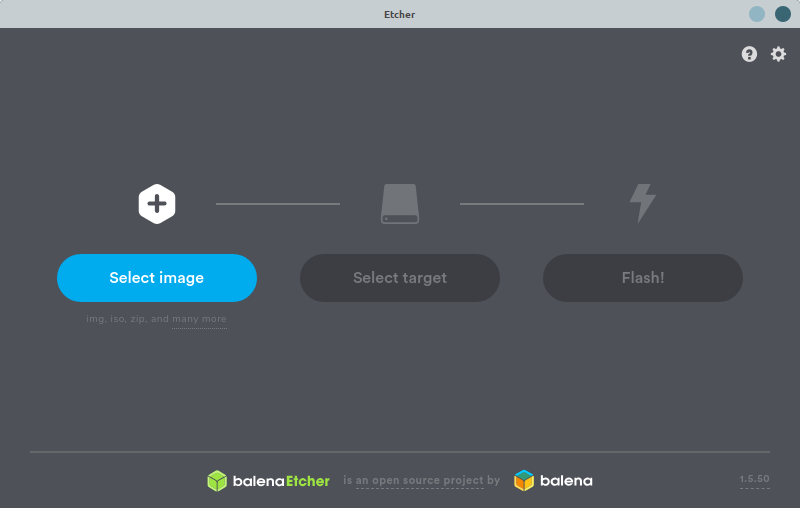 Etcher
Select image
Select target
Flash!
img, iso, zip, and many more
balenaEtcher is an open source project by balena
1.5.50